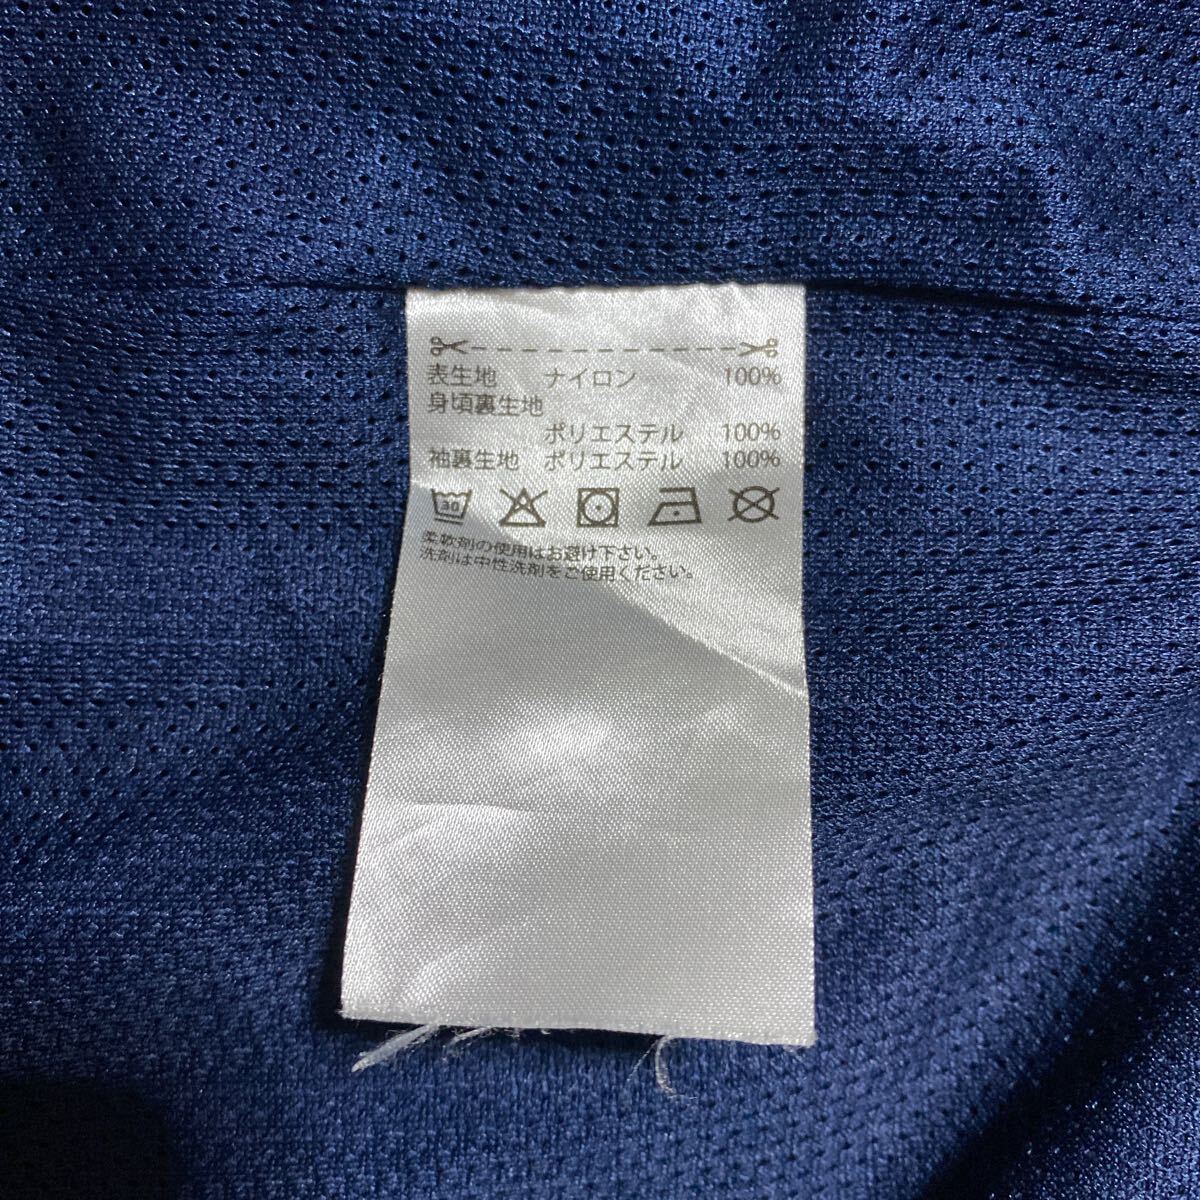 表生地 ナイロン 100%
身頃裏生地
ポリエステル 100%
袖裏生地 ポリエステル 100%
30
柔軟剤の使用はお避け下さい。
洗剤は中性洗剤をご使用ください。